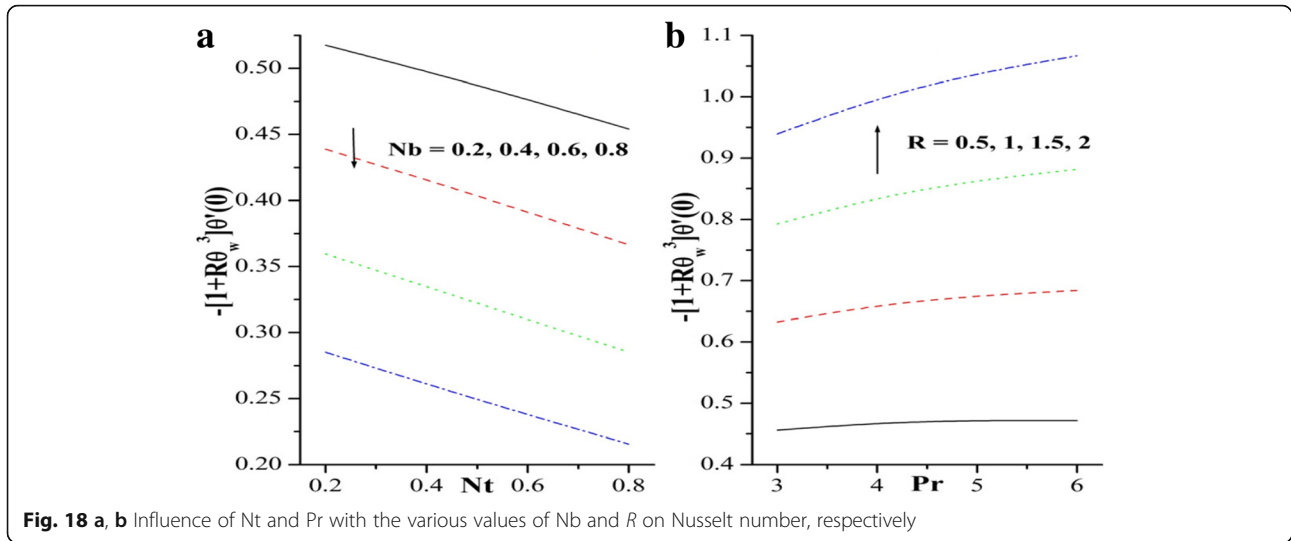 a
0.50
0.45
0.40
0.35
0.30
0.25
0.20
-[1+Rθ_w^3]θ'(0)
Nb = 0.2, 0.4, 0.6, 0.8
0.2 0.4 Nt 0.6 0.8
b
1.1
1.0
0.9
0.8
0.7
0.6
0.5
0.4
-[1+Rθ_w^3]θ'(0)
R = 0.5, 1, 1.5, 2
3 4 Pr 5 6
Fig. 18 a, b Influence of Nt and Pr with the various values of Nb and R on Nusselt number, respectively